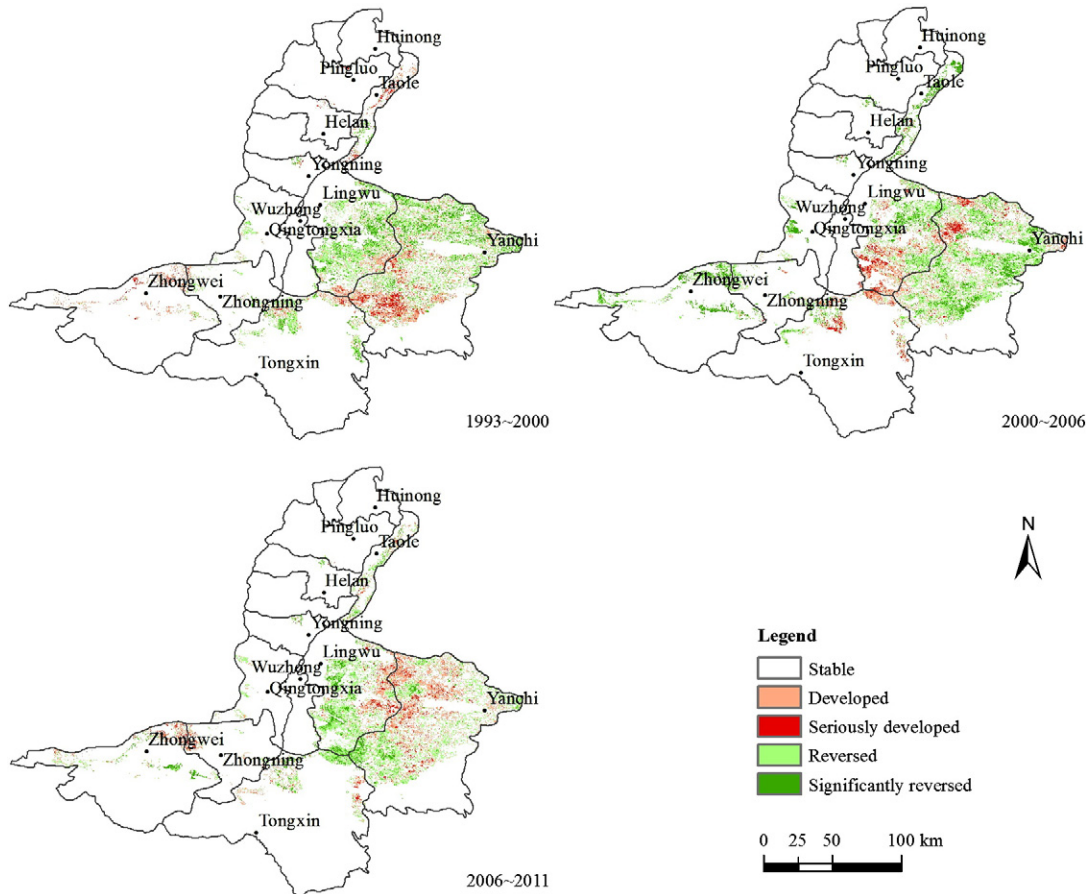 Huinong
Pingluo
Taole
Helan
Yongning
Lingwu
Wuzhong
Qingtongxia
Yanchi
Zhongwei
Zhongning
Tongxin
1993~2000
Huinong
Pingluo
Taole
Helan
Yongning
Lingwu
Wuzhong
Qingtongxia
Yanchi
Zhongwei
Zhongning
Tongxin
2000~2006
Huinong
Pingluo
Taole
Helan
Yongning
Lingwu
Wuzhong
Qingtongxia
Yanchi
Zhongwei
Zhongning
Tongxin
2006~2011
N
Legend
Stable
Developed
Seriously developed
Reversed
Significantly reversed
0 25 50 100 km